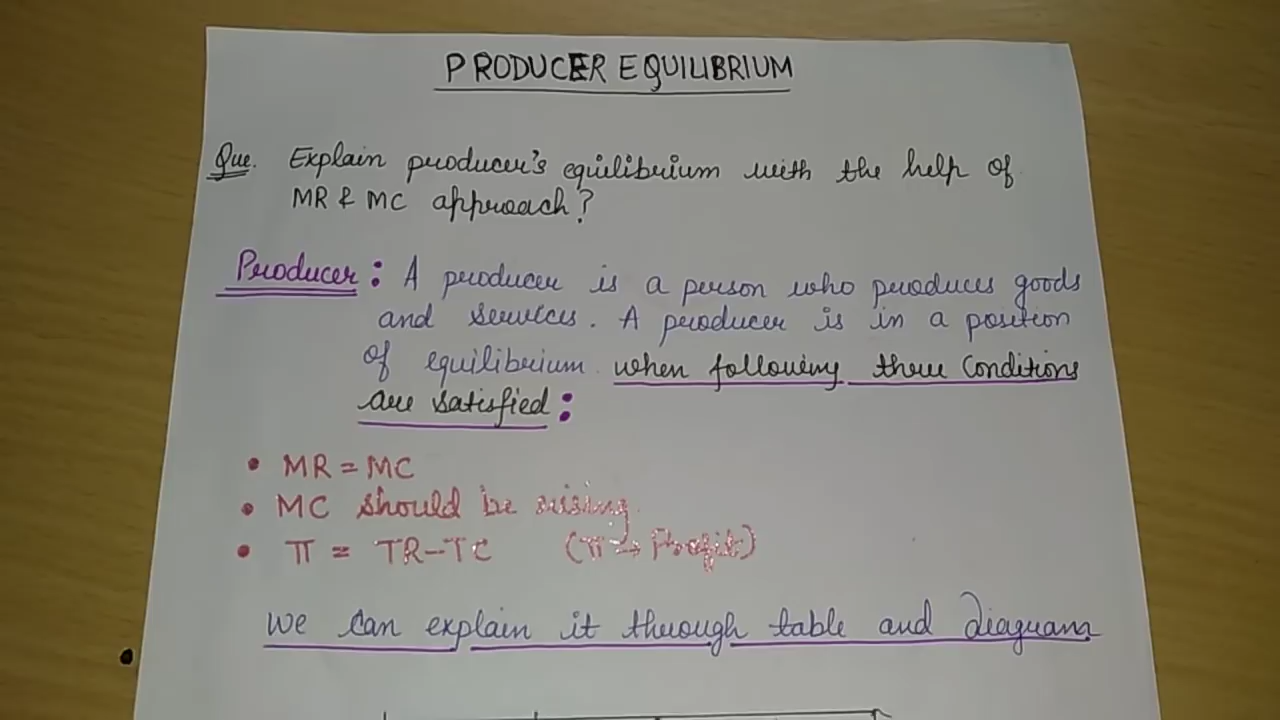 PRODUCER EQUILIBRIUM
Que. Explain producer's equilibrium with the help of
MR & MC approach?
Producer: A producer is a person who produces goods
and services. A producer is in a position
of equilibrium when following three conditions
are satisfied:
• MR = MC
• MC should be rising
• π = TR-TC (π → Profit)
We can explain it through table and diagram